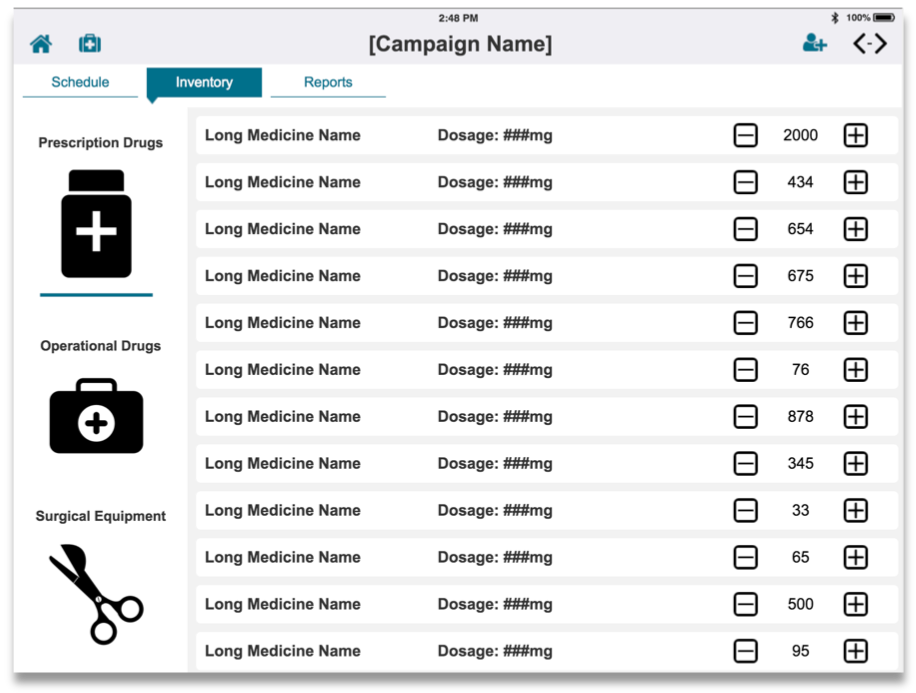 2:48 PM
100%
[Campaign Name]
Schedule Inventory Reports
Prescription Drugs
Operational Drugs
Surgical Equipment
Long Medicine Name Dosage: ###mg 2000
Long Medicine Name Dosage: ###mg 434
Long Medicine Name Dosage: ###mg 654
Long Medicine Name Dosage: ###mg 675
Long Medicine Name Dosage: ###mg 766
Long Medicine Name Dosage: ###mg 76
Long Medicine Name Dosage: ###mg 878
Long Medicine Name Dosage: ###mg 345
Long Medicine Name Dosage: ###mg 33
Long Medicine Name Dosage: ###mg 65
Long Medicine Name Dosage: ###mg 500
Long Medicine Name Dosage: ###mg 95